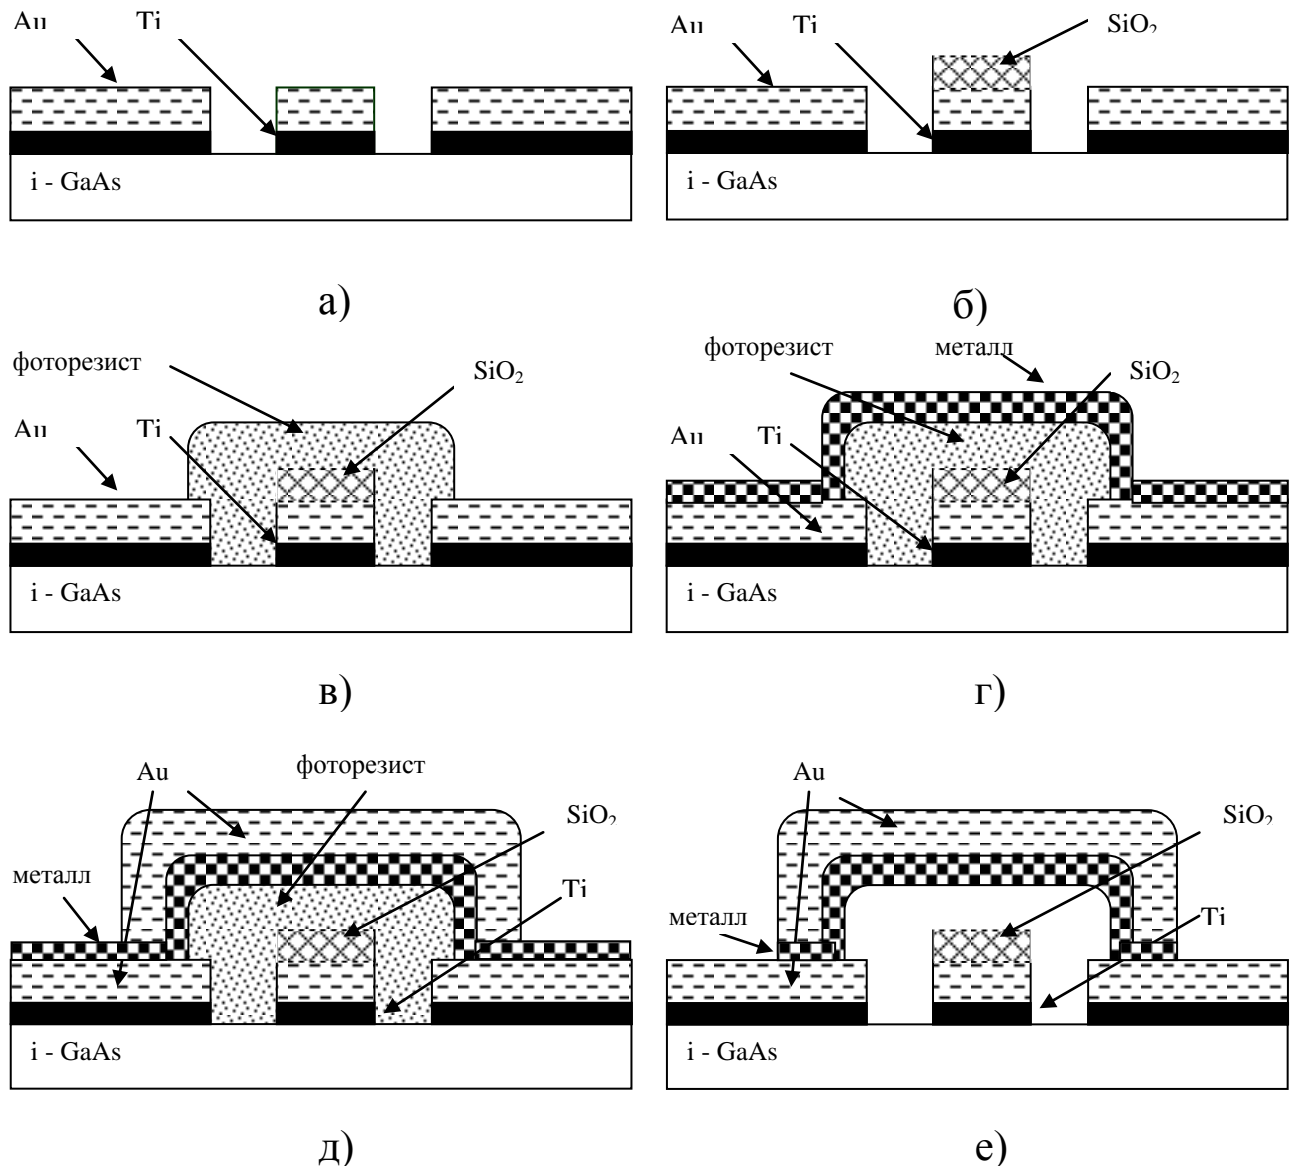 Au Ti
i - GaAs
а)
Au Ti SiO₂
i - GaAs
б)
фоторезист
SiO₂
Au Ti
i - GaAs
в)
фоторезист металл
SiO₂
Au Ti
i - GaAs
г)
Au фоторезист
SiO₂
металл Ti
i - GaAs
д)
Au
SiO₂
металл Ti
i - GaAs
е)